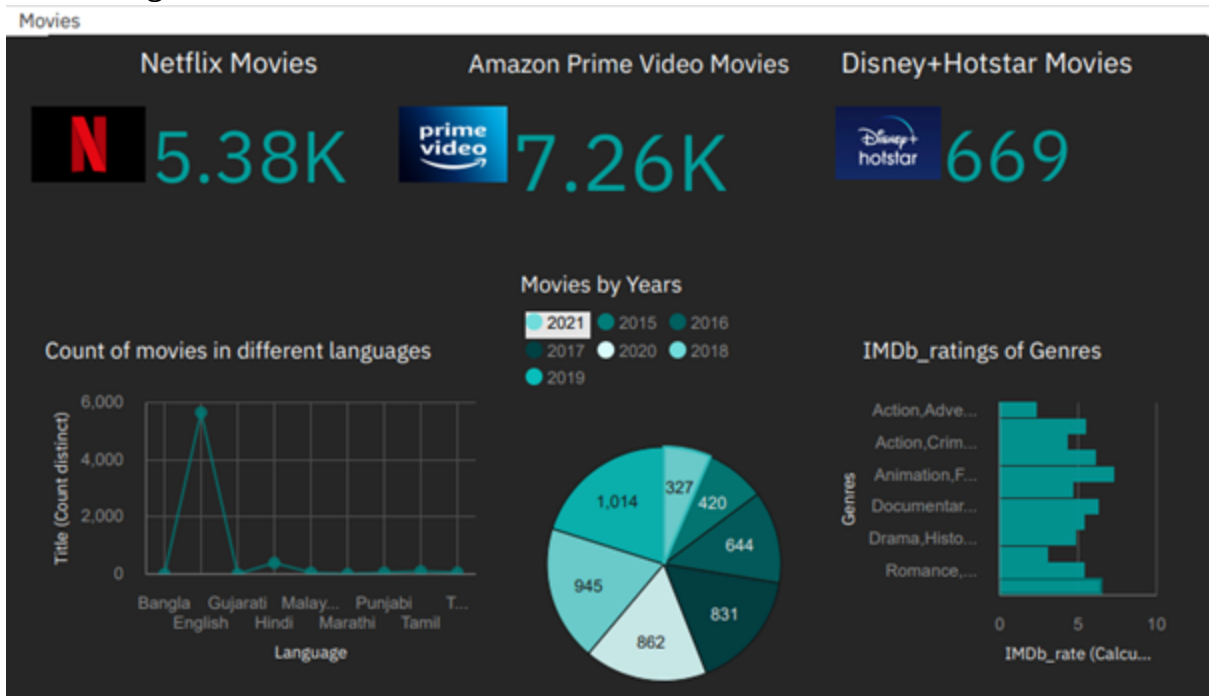 Movies
Netflix Movies
Amazon Prime Video Movies
Disney+Hotstar Movies
N
5.38K
prime
video
7.26K
Disney+
hotstar
669
Movies by Years
2021 2015 2016
2017 2020 2018
2019
Count of movies in different languages
6,000
4,000
2,000
0
Title (Count distinct)
Bangla Gujarati Malay... Punjabi T...
English Hindi Marathi Tamil
Language
327
420
644
831
862
945
1,014
IMDb_ratings of Genres
Genres
Action,Adve...
Action,Crim...
Animation,F...
Documentar...
Drama,Histo...
Romance,...
0 5 10
IMDb_rate (Calcu...